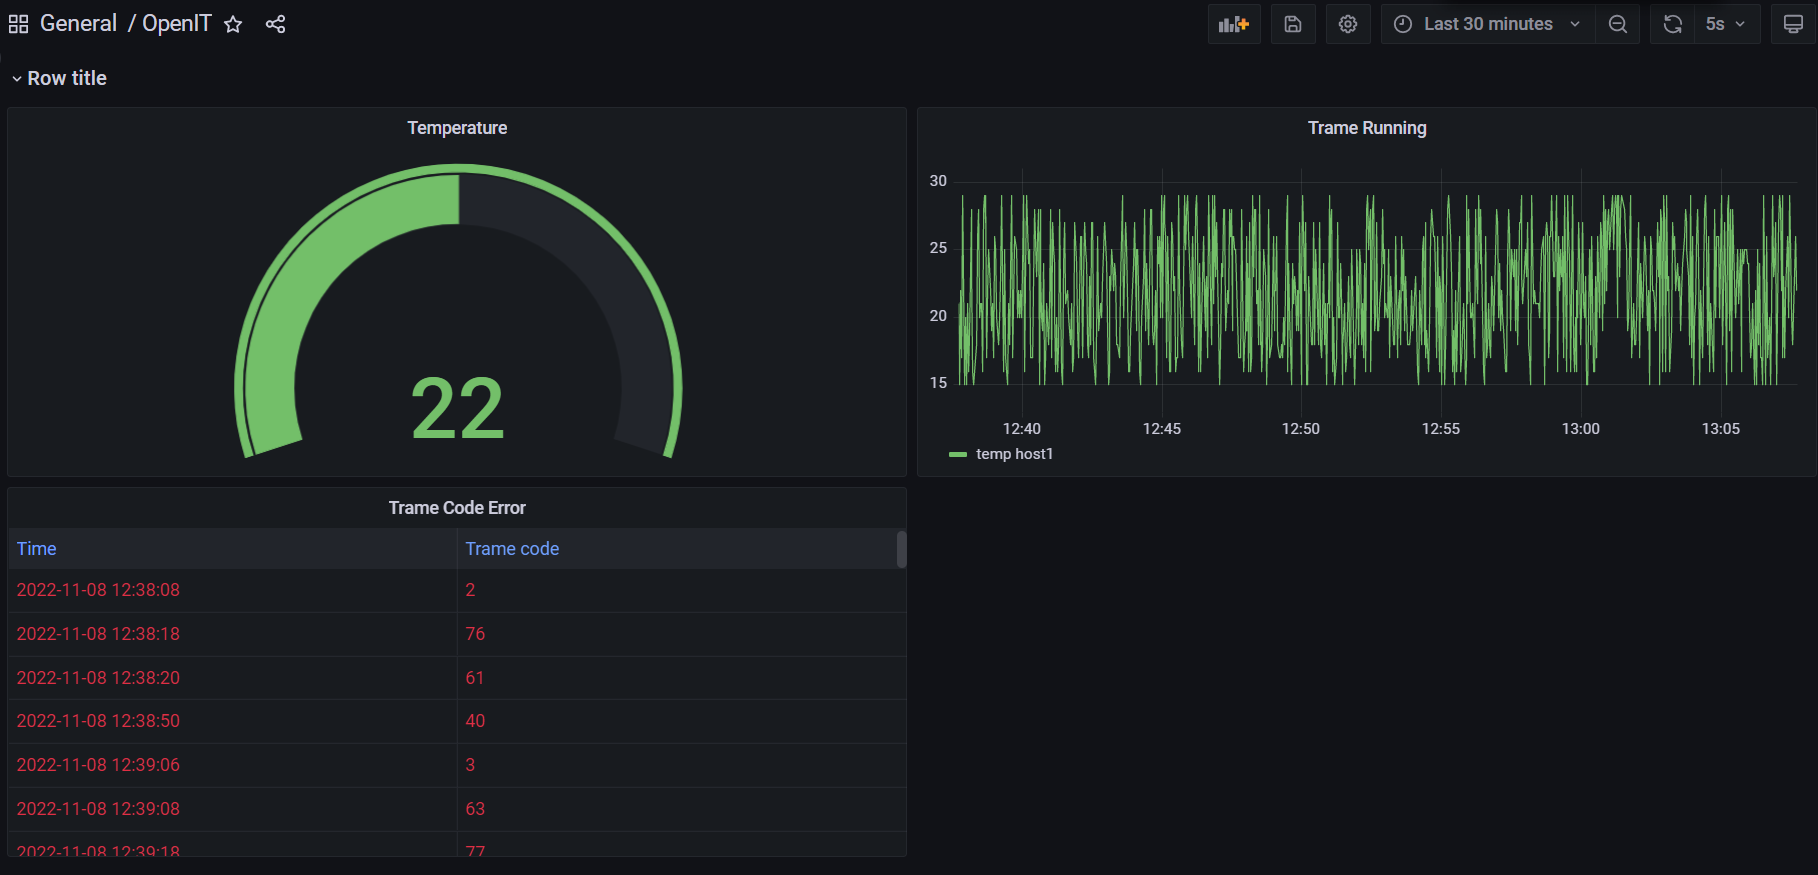 General / OpenIT
Last 30 minutes
5s
Row title
Temperature
22
Trame Running
30
25
20
15
12:40 12:45 12:50 12:55 13:00 13:05
temp host1
Trame Code Error
Time Trame code
2022-11-08 12:38:08 2
2022-11-08 12:38:18 76
2022-11-08 12:38:20 61
2022-11-08 12:38:50 40
2022-11-08 12:39:06 3
2022-11-08 12:39:08 63
2022-11-08 12:39:18 77